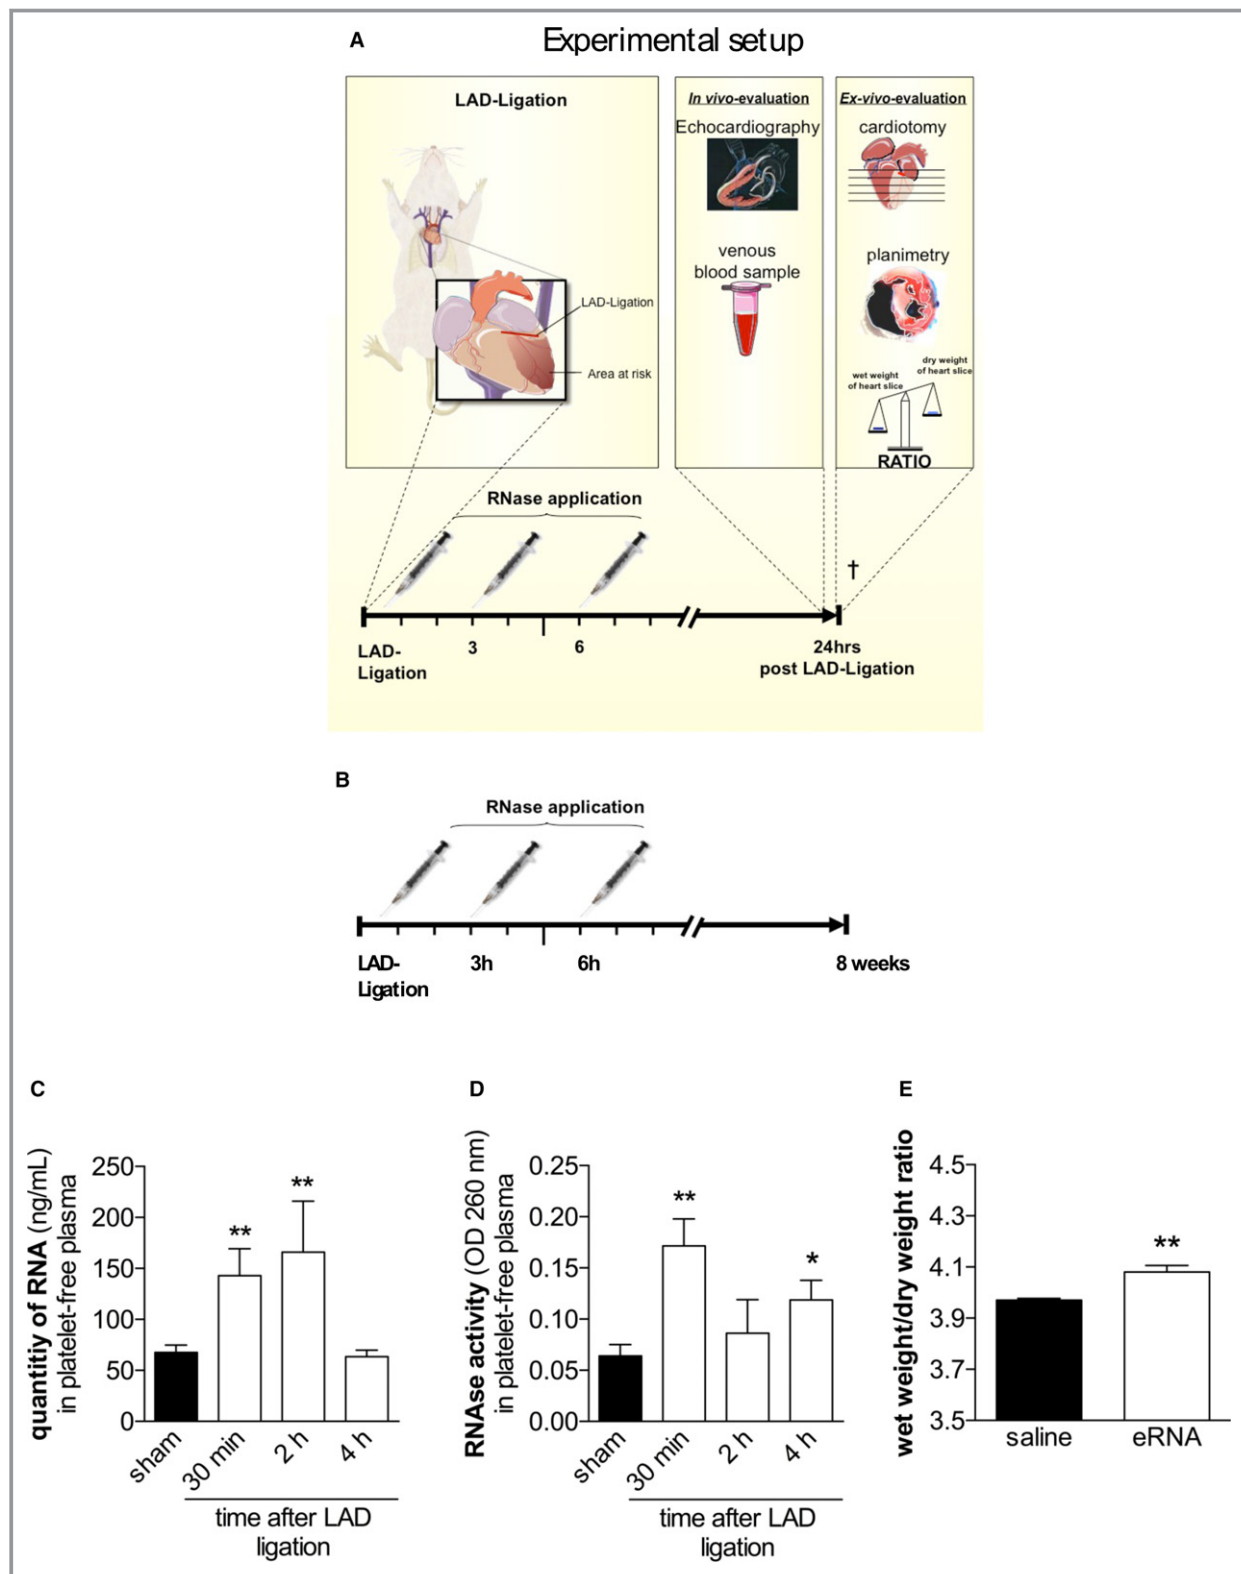 A
Experimental setup
LAD-Ligation
LAD-Ligation
Area at risk
In vivo-evaluation
Echocardiography
venous
blood sample
Ex-vivo-evaluation
cardiotomy
planimetry
dry weight
of heart slice
wet weight
of heart slice
RATIO
RNase application
†
LAD-
Ligation
3
6
24hrs
post LAD-Ligation
B
RNase application
LAD-
Ligation
3h
6h
8 weeks
C
quantitiy of RNA (ng/mL)
in platelet-free plasma
250
200
150
100
50
0
**
**
sham
30 min
2 h
4 h
time after LAD
ligation
D
RNAse activity (OD 260 nm)
in platelet-free plasma
0.25
0.20
0.15
0.10
0.05
0.00
**
*
sham
30 min
2 h
4 h
time after LAD
ligation
E
wet weight/dry weight ratio
4.5
4.3
4.1
3.9
3.7
3.5
**
saline
eRNA